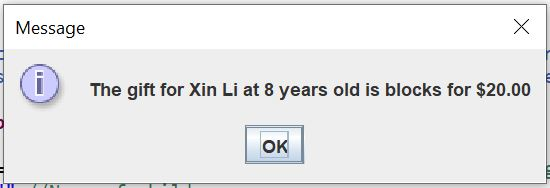 Message
The gift for Xin Li at 8 years old is blocks for $20.00
OK